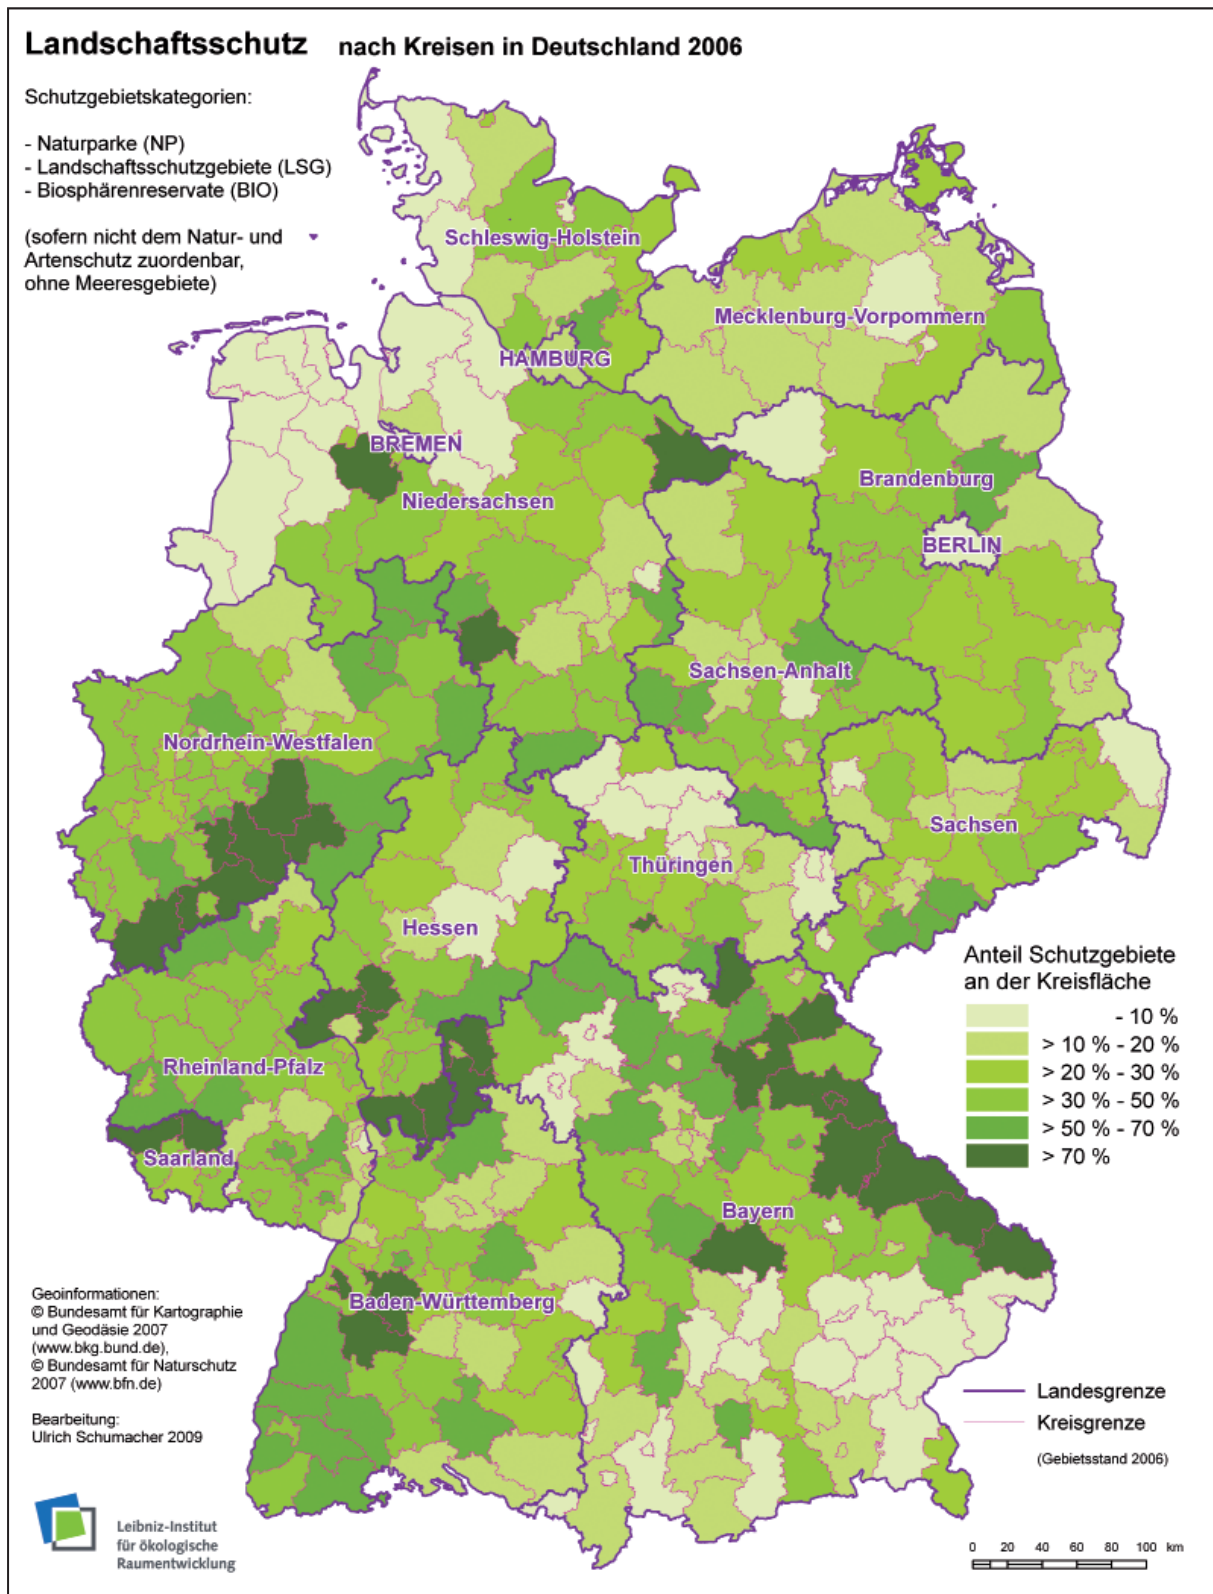 Landschaftsschutz nach Kreisen in Deutschland 2006
Schutzgebietskategorien:
- Naturparke (NP)
- Landschaftsschutzgebiete (LSG)
- Biosphärenreservate (BIO)
(sofern nicht dem Natur- und
Artenschutz zuordenbar,
ohne Meeresgebiete)
Schleswig-Holstein
Mecklenburg-Vorpommern
HAMBURG
BREMEN
Niedersachsen
Brandenburg
BERLIN
Sachsen-Anhalt
Nordrhein-Westfalen
Sachsen
Thüringen
Hessen
Rheinland-Pfalz
Saarland
Bayern
Baden-Württemberg
Anteil Schutzgebiete
an der Kreisfläche
- 10 %
> 10 % - 20 %
> 20 % - 30 %
> 30 % - 50 %
> 50 % - 70 %
> 70 %
Geoinformationen:
© Bundesamt für Kartographie
und Geodäsie 2007
(www.bkg.bund.de),
© Bundesamt für Naturschutz
2007 (www.bfn.de)
Bearbeitung:
Ulrich Schumacher 2009
Landesgrenze
Kreisgrenze
(Gebietsstand 2006)
Leibniz-Institut
für ökologische
Raumentwicklung
0 20 40 60 80 100 km